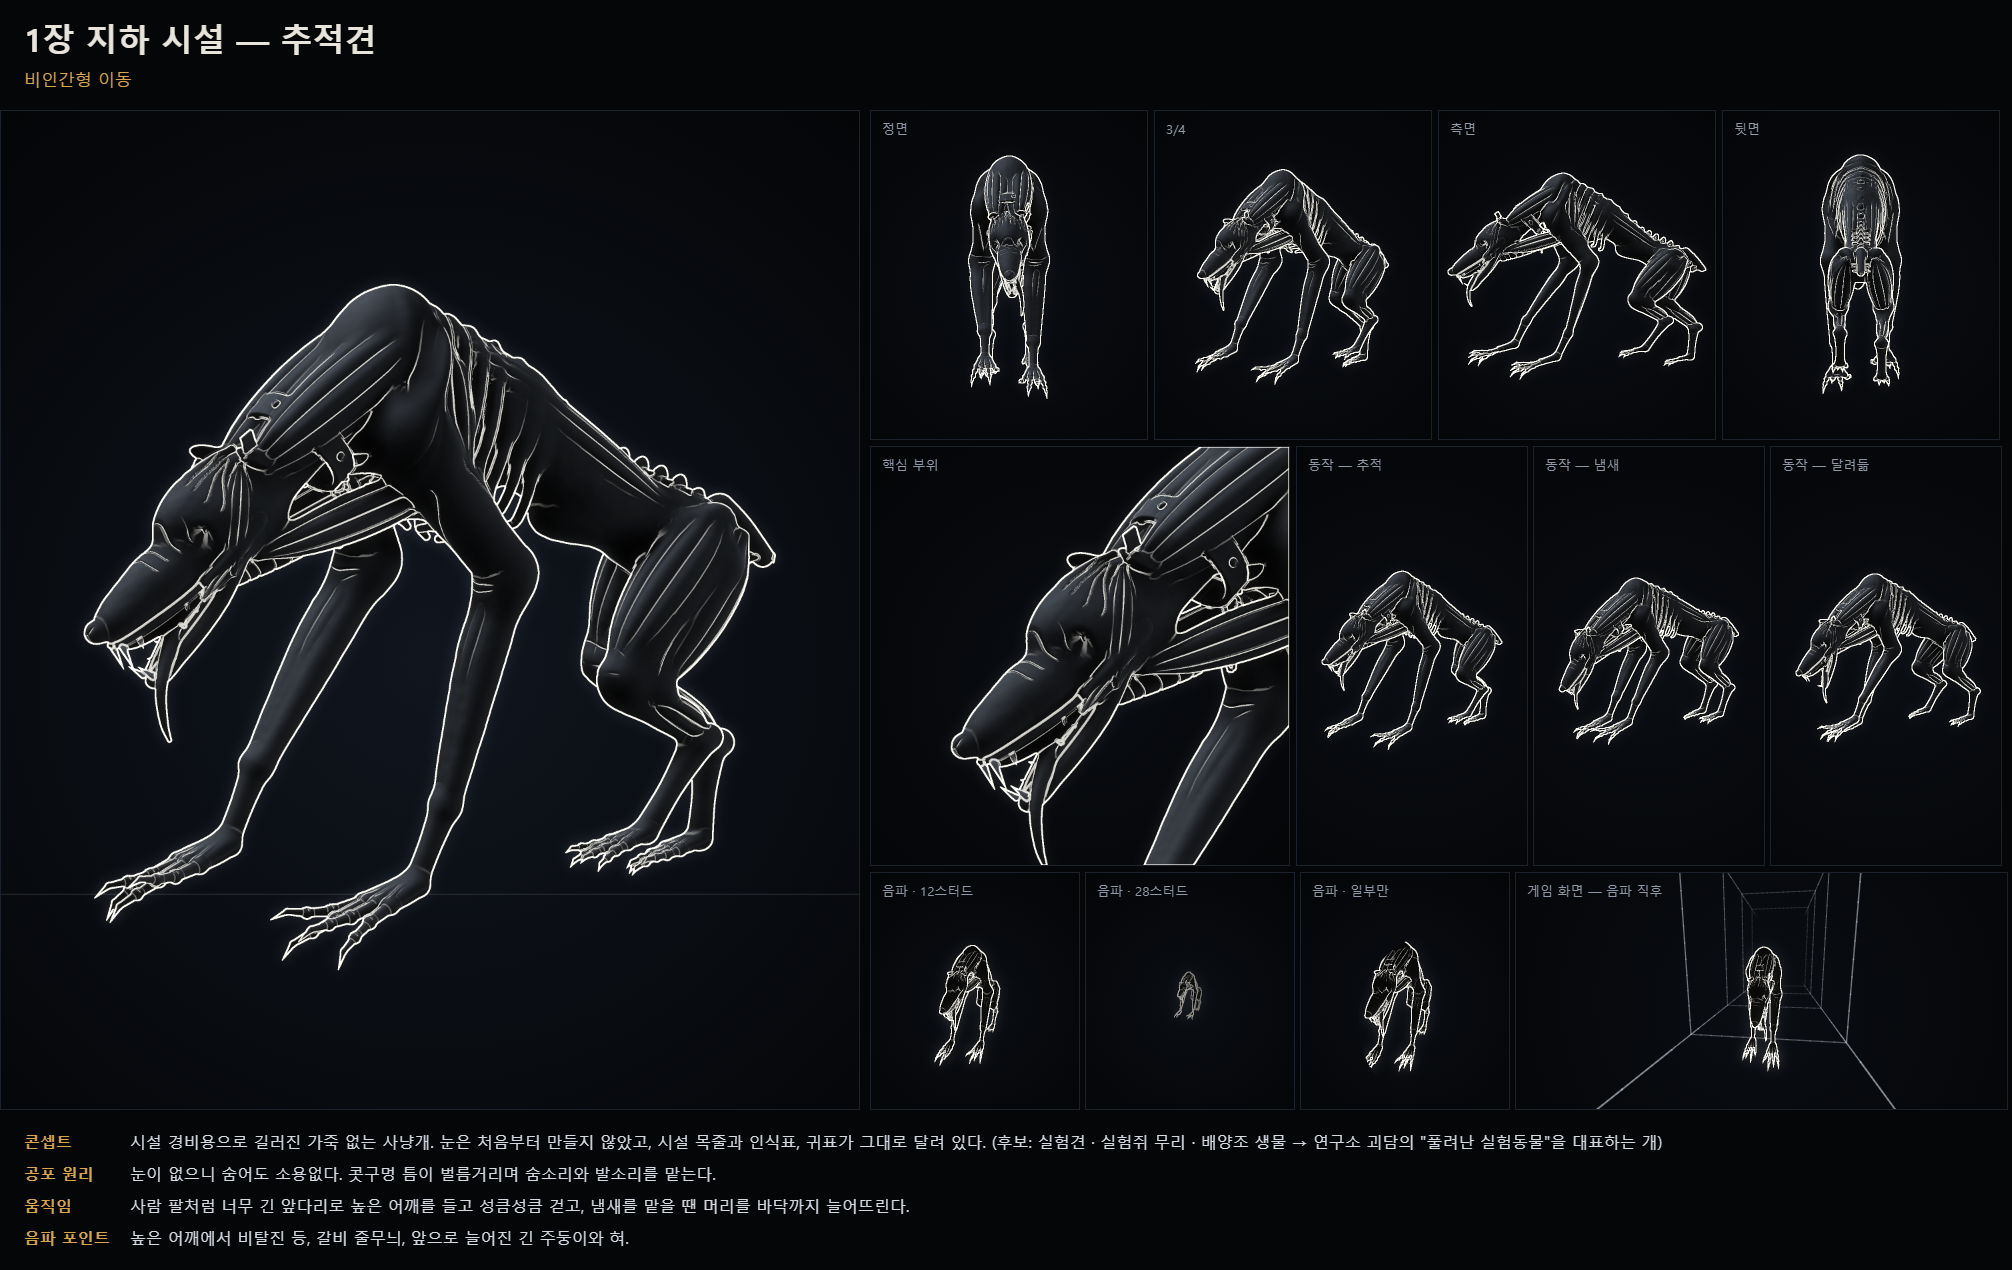 1장 지하 시설 — 추적견
비인간형 이동
정면
3/4
측면
뒷면
핵심 부위
동작 — 추적
동작 — 냄새
동작 — 달려듦
음파 · 12스터드
음파 · 28스터드
음파 · 일부만
게임 화면 — 음파 직후
콘셉트 시설 경비용으로 길러진 가죽 없는 사냥개. 눈은 처음부터 만들지 않았고, 시설 목줄과 인식표, 귀표가 그대로 달려 있다. (후보: 실험견 · 실험쥐 무리 · 배양조 생물 → 연구소 괴담의 "풀려난 실험동물"을 대표하는 개)
공포 원리 눈이 없으니 숨어도 소용없다. 콧구멍 틈이 벌름거리며 숨소리와 발소리를 맡는다.
움직임 사람 팔처럼 너무 긴 앞다리로 높은 어깨를 들고 성큼성큼 걷고, 냄새를 맡을 땐 머리를 바닥까지 늘어뜨린다.
음파 포인트 높은 어깨에서 비탈진 등, 갈비 줄무늬, 앞으로 늘어진 긴 주둥이와 혀.